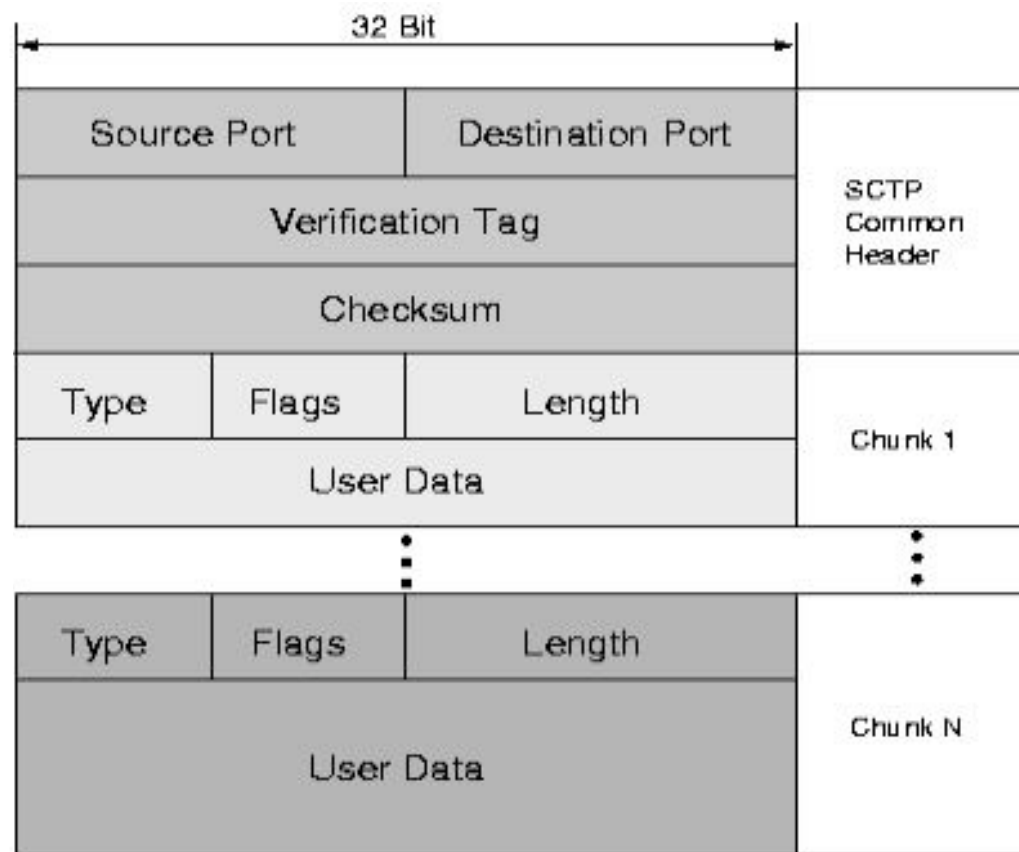 32 Bit
Source Port
Destination Port
SCTP
Common
Header
Verification Tag
Checksum
Type
Flags
Length
Chunk 1
User Data
Type
Flags
Length
Chunk N
User Data